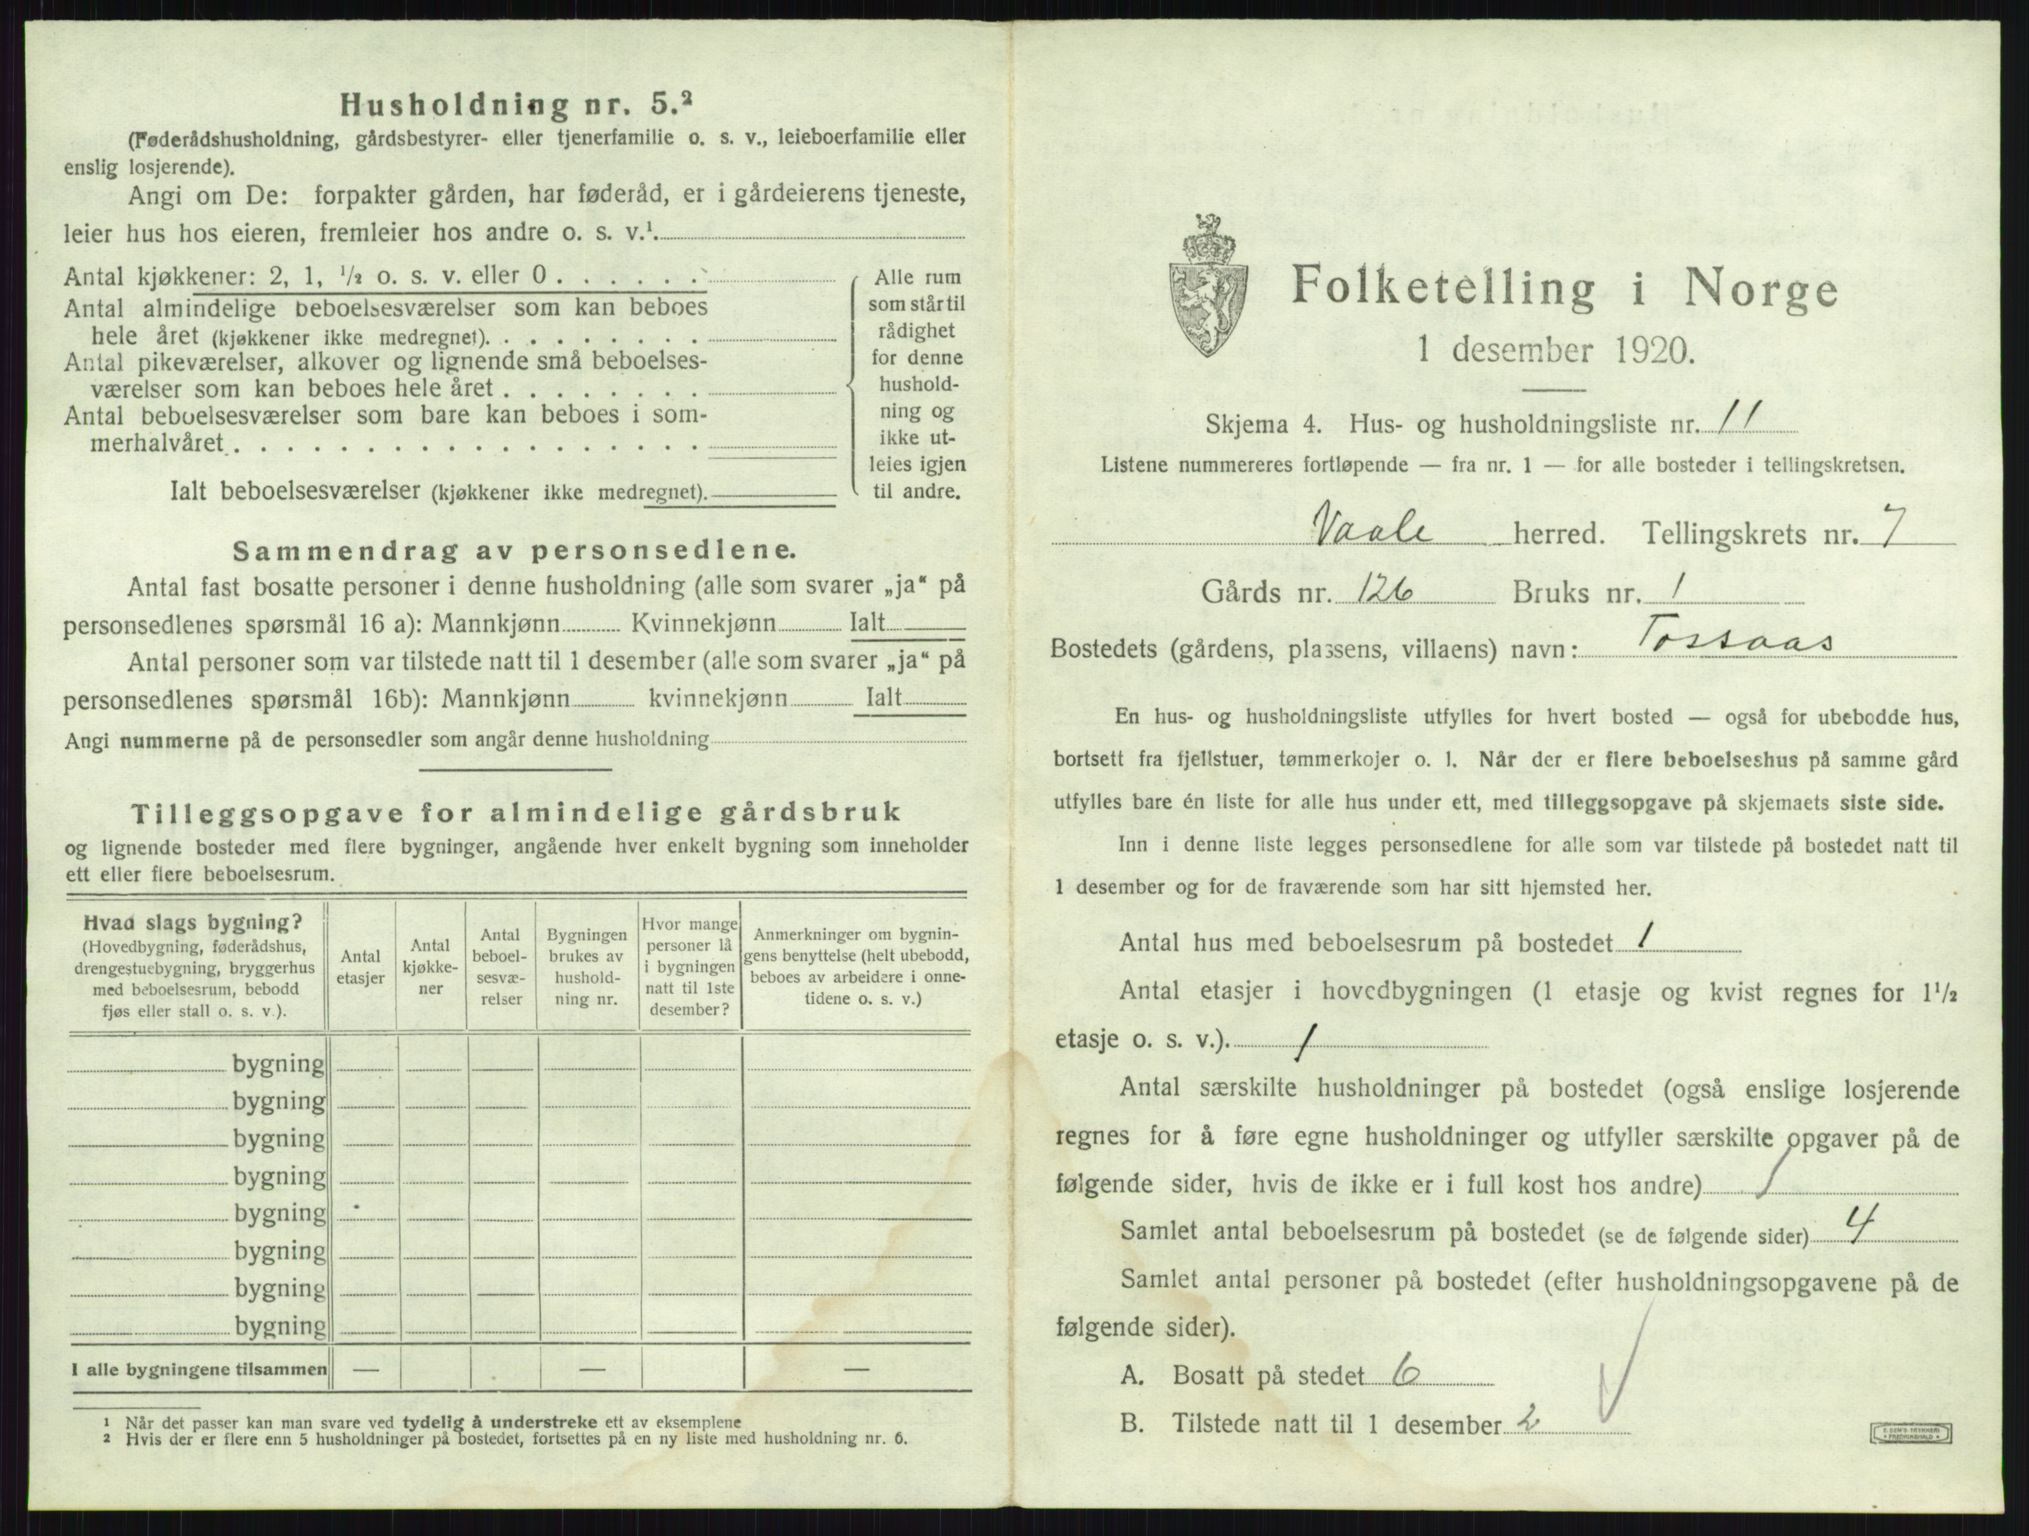 Husholdning nr. 5.²
(Føderådshusholdning, gårdsbestyrer- eller tjenerfamilie o. s. v., leieboerfamilie eller
enslig losjerende).
Angi om De: forpakter gården, har føderåd, er i gårdeierens tjeneste,
leier hus hos eieren, fremleier hos andre o. s. v.¹
Antal kjøkkener: 2, 1, ½ o. s. v. eller 0 . . . . . .
Antal almindelige beboelsesværelser som kan beboes
hele året (kjøkkener ikke medregnet). . . . . . . . .
Antal pikeværelser, alkover og lignende små beboelses-
værelser som kan beboes hele året . . . . . . . .
Antal beboelsesværelser som bare kan beboes i som-
merhalvåret . . . . . . . . . . . . . . . . . .
Ialt beboelsesværelser (kjøkkener ikke medregnet).
Alle rum
som står til
rådighet
for denne
hushold-
ning og
ikke ut-
leies igjen
til andre.
Sammendrag av personsedlene.
Antal fast bosatte personer i denne husholdning (alle som svarer „ja“ på
personsedlenes spørsmål 16 a): Mannkjønn Kvinnekjønn Ialt
Antal personer som var tilstede natt til 1 desember (alle som svarer „ja“ på
personsedlenes spørsmål 16b): Mannkjønn kvinnekjønn Ialt
Angi nummerne på de personsedler som angår denne husholdning
Tilleggsopgave for almindelige gårdsbruk
og lignende bosteder med flere bygninger, angående hver enkelt bygning som inneholder
ett eller flere beboelsesrum.
Hvad slags bygning?
(Hovedbygning, føderådshus,
drengestuebygning, bryggerhus
med beboelsesrum, bebodd
fjøs eller stall o. s. v.).
Antal
etasjer
Antal
kjøkke-
ner
Antal
beboel-
sesvæ-
relser
Bygningen
brukes av
hushold-
ning nr.
Hvor mange
personer lå
i bygningen
natt til 1ste
desember?
Anmerkninger om bygnin-
gens benyttelse (helt ubebodd,
beboes av arbeidere i onne-
tidene o. s. v.)
bygning
bygning
bygning
bygning
bygning
bygning
bygning
bygning
I alle bygningene tilsammen — — —
1 Når det passer kan man svare ved tydelig å understreke ett av eksemplene
2 Hvis der er flere enn 5 husholdninger på bostedet, fortsettes på en ny liste med husholdning nr. 6.
Folketelling i Norge
1 desember 1920.
Skjema 4. Hus- og husholdningsliste nr. 11
Listene nummereres fortløpende — fra nr. 1 — for alle bosteder i tellingskretsen.
Vaale herred. Tellingskrets nr. 7
Gårds nr. 126 Bruks nr. 1
Bostedets (gårdens, plassens, villaens) navn: Tossaas
En hus- og husholdningsliste utfylles for hvert bosted — også for ubebodde hus,
bortsett fra fjellstuer, tømmerkojer o. l. Når der er flere beboelseshus på samme gård
utfylles bare én liste for alle hus under ett, med tilleggsopgave på skjemaets siste side.
Inn i denne liste legges personsedlene for alle som var tilstede på bostedet natt til
1 desember og for de fraværende som har sitt hjemsted her.
Antal hus med beboelsesrum på bostedet 1
Antal etasjer i hovedbygningen (1 etasje og kvist regnes for 1½
etasje o. s. v.). 1
Antal særskilte husholdninger på bostedet (også enslige losjerende
regnes for å føre egne husholdninger og utfyller særskilte opgaver på de
følgende sider, hvis de ikke er i full kost hos andre) 1
Samlet antal beboelsesrum på bostedet (se de følgende sider) 4
Samlet antal personer på bostedet (efter husholdningsopgavene på de
følgende sider).
A. Bosatt på stedet 6
B. Tilstede natt til 1 desember 2